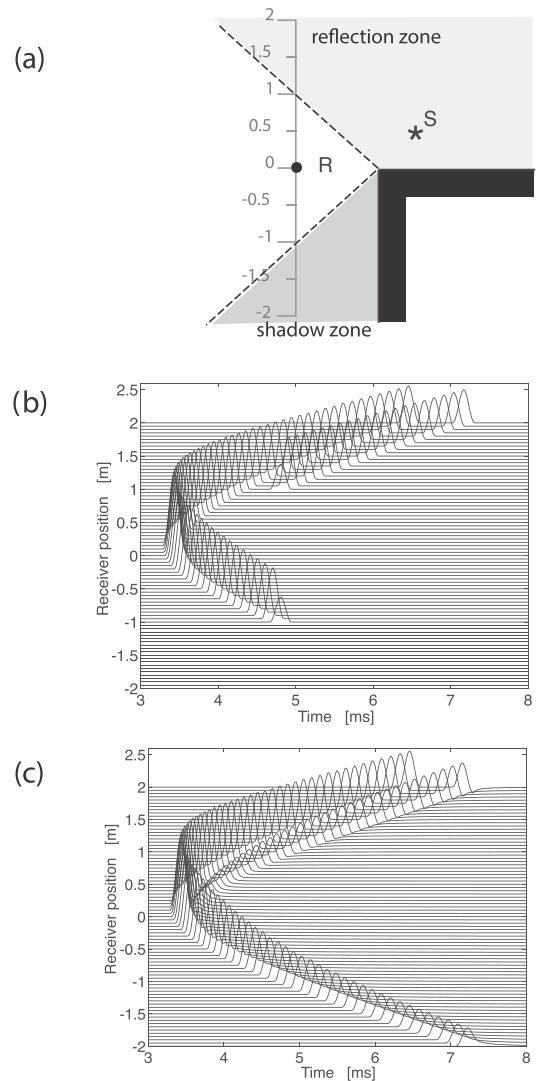 (a)
2
reflection zone
1.5
1
S
0.5
0
R
-0.5
-1
-1.5
-2
shadow zone
(b)
2.5
2
1.5
1
0.5
0
-0.5
-1
-1.5
-2
Receiver position [m]
3 4 5 6 7 8
Time [ms]
(c)
2.5
2
1.5
1
0.5
0
-0.5
-1
-1.5
-2
Receiver position [m]
3 4 5 6 7 8
Time [ms]